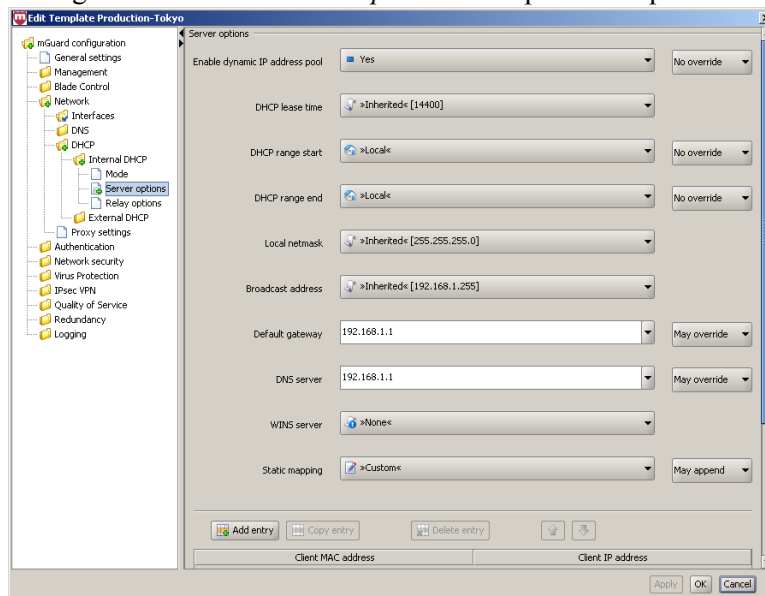 Edit Template Production-Tokyo
mGuard configuration
General settings
Management
Blade Control
Network
Interfaces
DNS
DHCP
Internal DHCP
Mode
Server options
Relay options
External DHCP
Proxy settings
Authentication
Network security
Virus Protection
IPsec VPN
Quality of Service
Redundancy
Logging
Server options
Enable dynamic IP address pool Yes No override
DHCP lease time »Inherited« [14400]
DHCP range start »Local« No override
DHCP range end »Local« No override
Local netmask »Inherited« [255.255.255.0]
Broadcast address »Inherited« [192.168.1.255]
Default gateway 192.168.1.1 May override
DNS server 192.168.1.1 May override
WINS server »None«
Static mapping »Custom« May append
Add entry Copy entry Delete entry
Client MAC address Client IP address
Apply OK Cancel